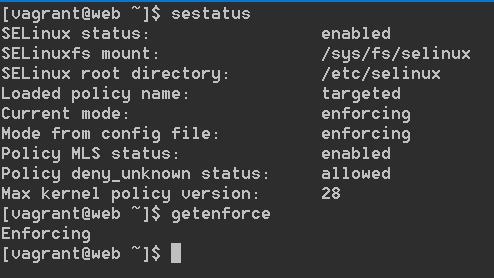 [vagrant@web ~]$ sestatus
SELinux status:                 enabled
SELinuxfs mount:                /sys/fs/selinux
SELinux root directory:         /etc/selinux
Loaded policy name:             targeted
Current mode:                   enforcing
Mode from config file:          enforcing
Policy MLS status:              enabled
Policy deny_unknown status:     allowed
Max kernel policy version:      28
[vagrant@web ~]$ getenforce
Enforcing
[vagrant@web ~]$